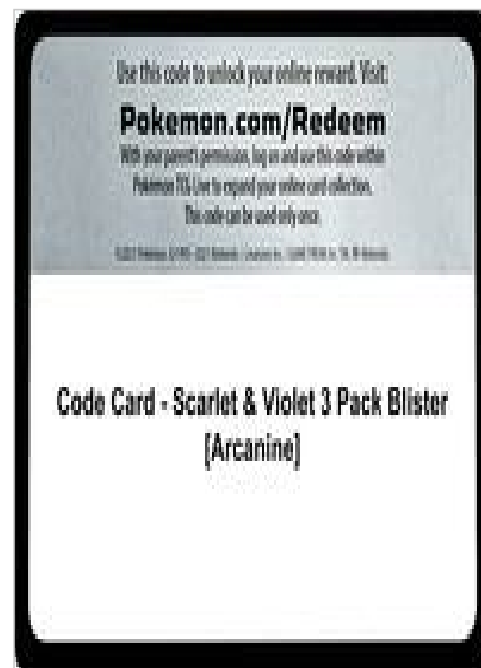 Use this code to unlock your online reward. Visit
Pokemon.com/Redeem
With your parent's permission, log on and use this code within
Pokémon TCG Live to expand your online card collection.
This code can be used only once.
Code Card - Scarlet & Violet 3 Pack Blister
[Arcanine]